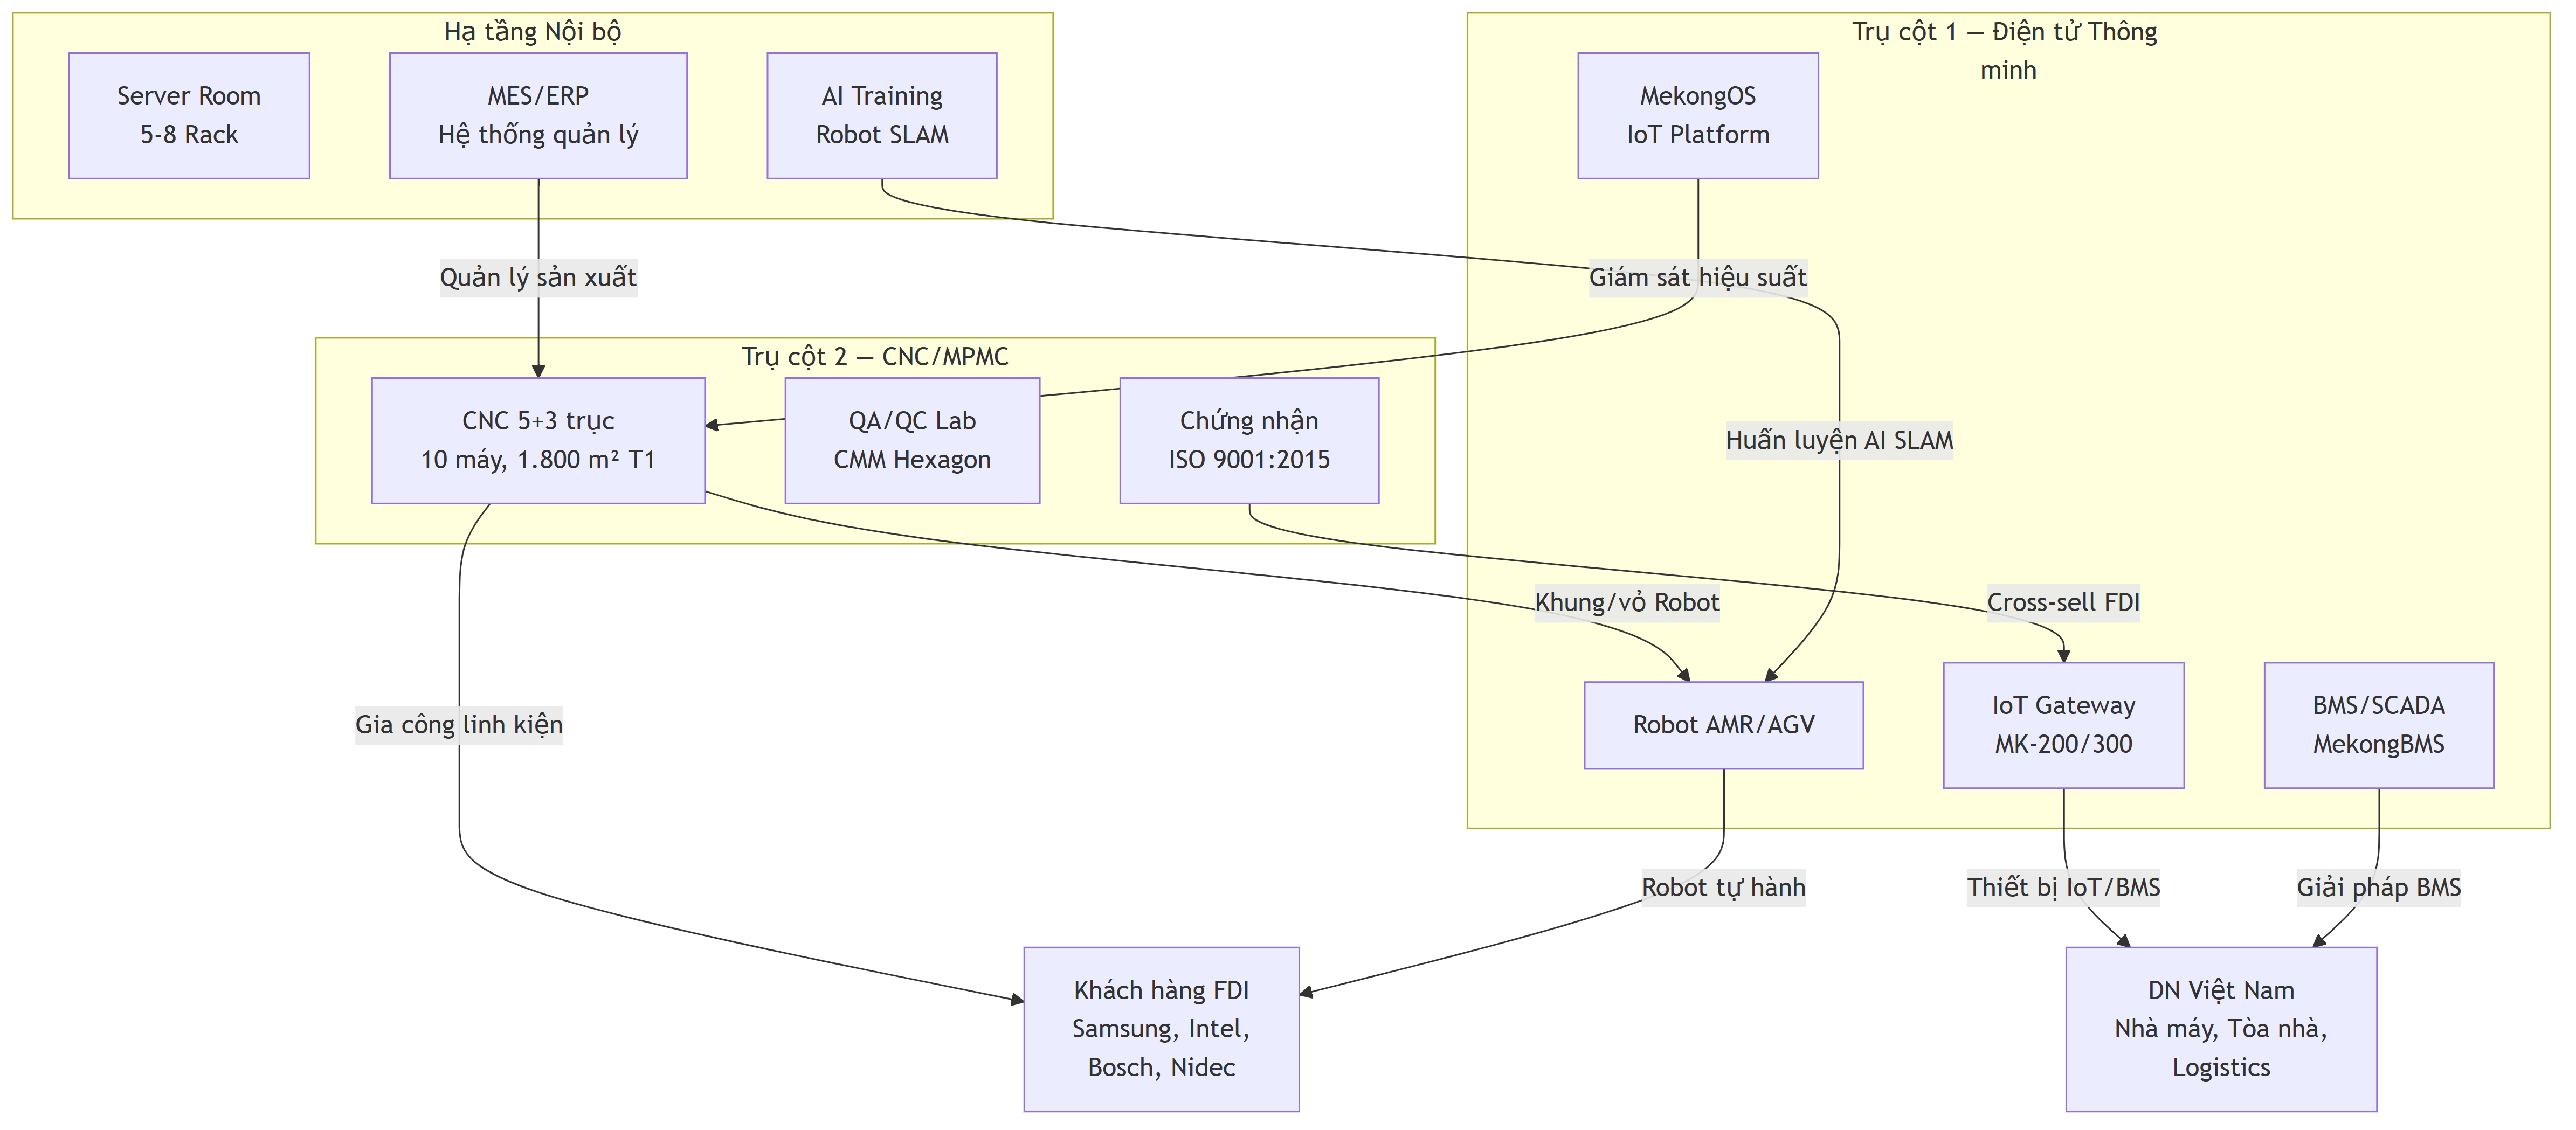 Hạ tầng Nội bộ
Server Room
5-8 Rack
MES/ERP
Hệ thống quản lý
AI Training
Robot SLAM
Trụ cột 1 — Điện tử Thông
minh
MekongOS
IoT Platform
Quản lý sản xuất
Giám sát hiệu suất
Trụ cột 2 — CNC/MPMC
CNC 5+3 trục
10 máy, 1.800 m² T1
QA/QC Lab
CMM Hexagon
Chứng nhận
ISO 9001:2015
Huấn luyện AI SLAM
Khung/vỏ Robot
Cross-sell FDI
Gia công linh kiện
Robot AMR/AGV
IoT Gateway
MK-200/300
BMS/SCADA
MekongBMS
Robot tự hành
Thiết bị IoT/BMS
Giải pháp BMS
Khách hàng FDI
Samsung, Intel,
Bosch, Nidec
DN Việt Nam
Nhà máy, Tòa nhà,
Logistics